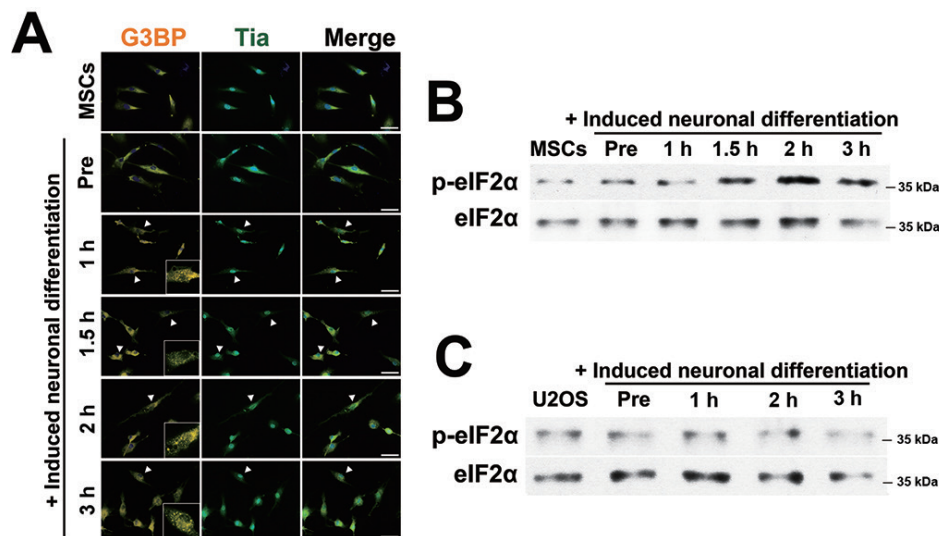 A
G3BP Tia Merge
MSCs
+ Induced neuronal differentiation
Pre
1 h
1.5 h
2 h
3 h
B
+ Induced neuronal differentiation
MSCs Pre 1 h 1.5 h 2 h 3 h
p-eIF2α 35 kDa
eIF2α 35 kDa
C
+ Induced neuronal differentiation
U2OS Pre 1 h 2 h 3 h
p-eIF2α 35 kDa
eIF2α 35 kDa